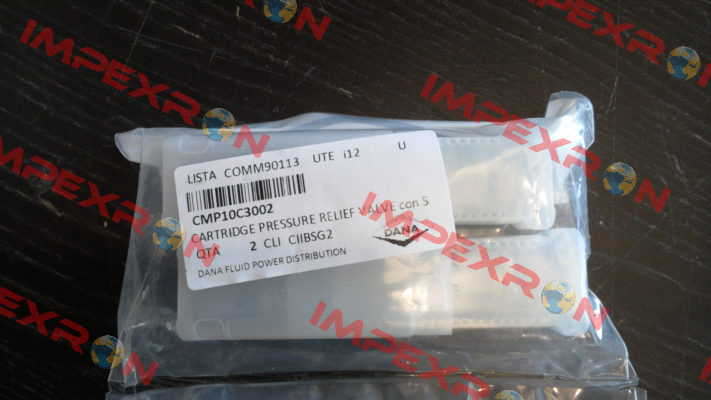 LISTA COMM90113 UTE i12 U
CMP10C3002
CARTRIDGE PRESSURE RELIEF VALVE con S
QTA 2 CLI CIIBSG2
DANA
DANA FLUID POWER DISTRIBUTION
IMPEXRON
IMPEXRON
IMPEXRON
IMPEXRON
IMPEXRON
IMPEXRON
IMPEXRON